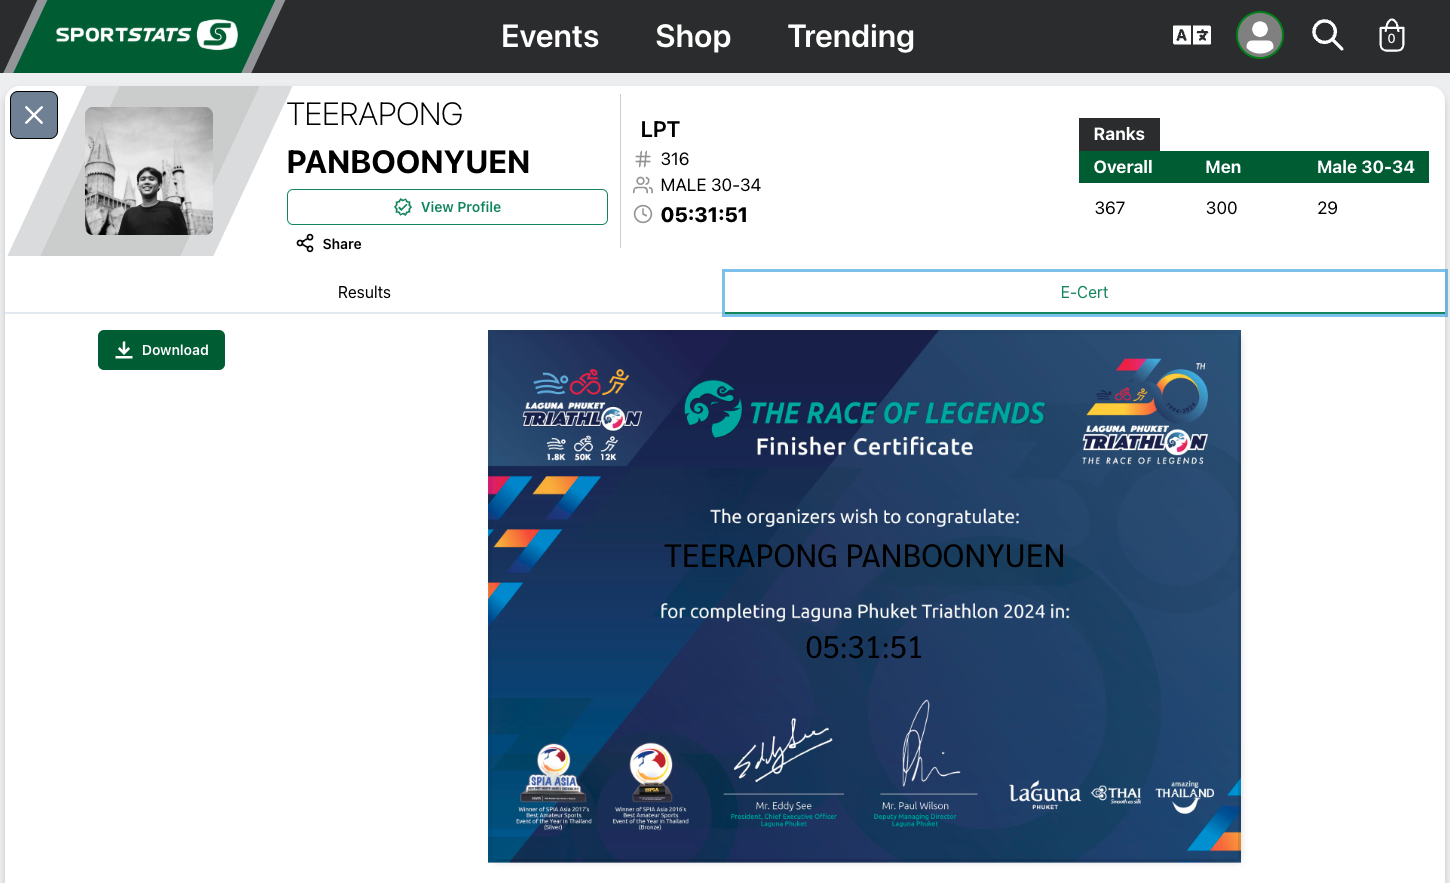 SPORTSTATS S
Events
Shop
Trending
A
0
TEERAPONG
PANBOONYUEN
View Profile
Share
LPT
# 316
MALE 30-34
05:31:51
Ranks
Overall Men Male 30-34
367 300 29
Results
E-Cert
Download
LAGUNA PHUKET
TRIATHLON
1.8K 50K 12K
THE RACE OF LEGENDS
Finisher Certificate
30TH
LAGUNA PHUKET
TRIATHLON
THE RACE OF LEGENDS
The organizers wish to congratulate:
TEERAPONG PANBOONYUEN
for completing Laguna Phuket Triathlon 2024 in:
05:31:51
SPIA ASIA
Winner of SPIA Asia 2017's
Best Amateur Sports
Event of the Year in Thailand
(Silver)
Winner of SPIA Asia 2016's
Best Amateur Sports
Event of the Year in Thailand
(Bronze)
Eddy See
Mr. Eddy See
President, Chief Executive Officer
Laguna Phuket
Mr. Paul Wilson
Deputy Managing Director
Laguna Phuket
laguna
PHUKET
THAI
Smooth as silk
amazing
THAILAND